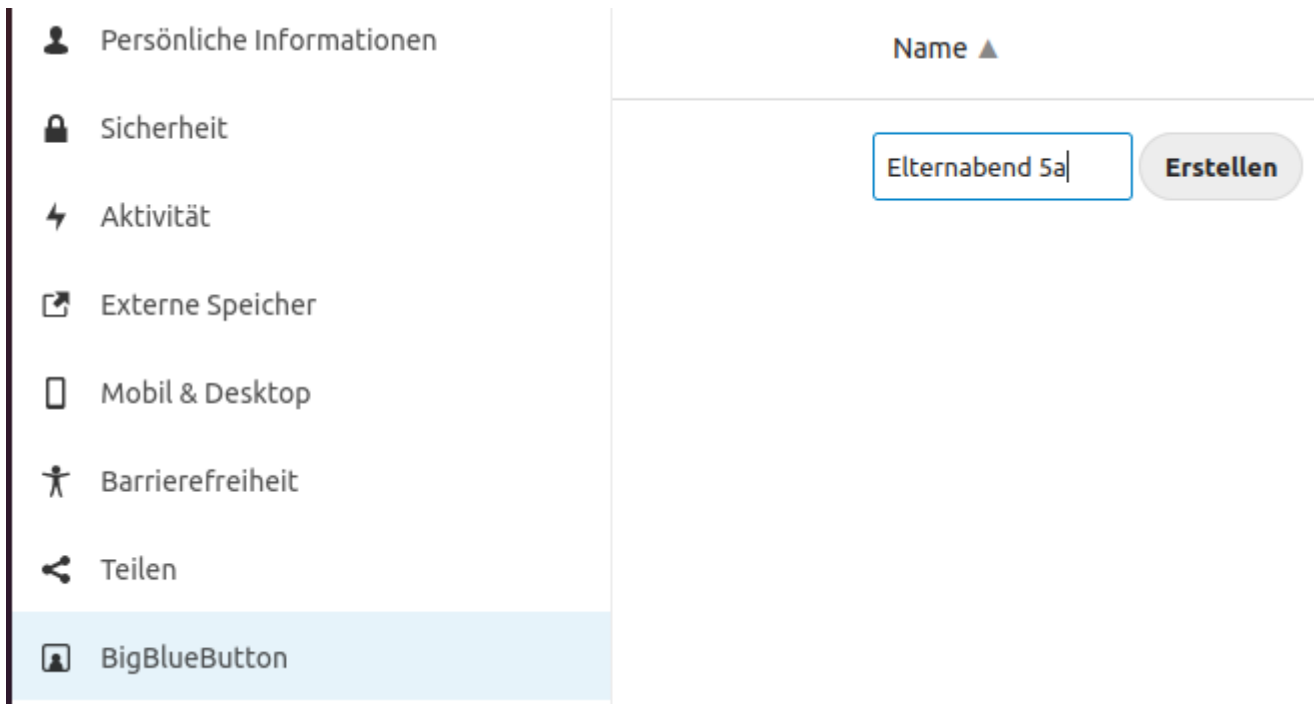 Persönliche Informationen
Sicherheit
Aktivität
Externe Speicher
Mobil & Desktop
Barrierefreiheit
Teilen
BigBlueButton
Name ▲
Elternabend 5a
Erstellen